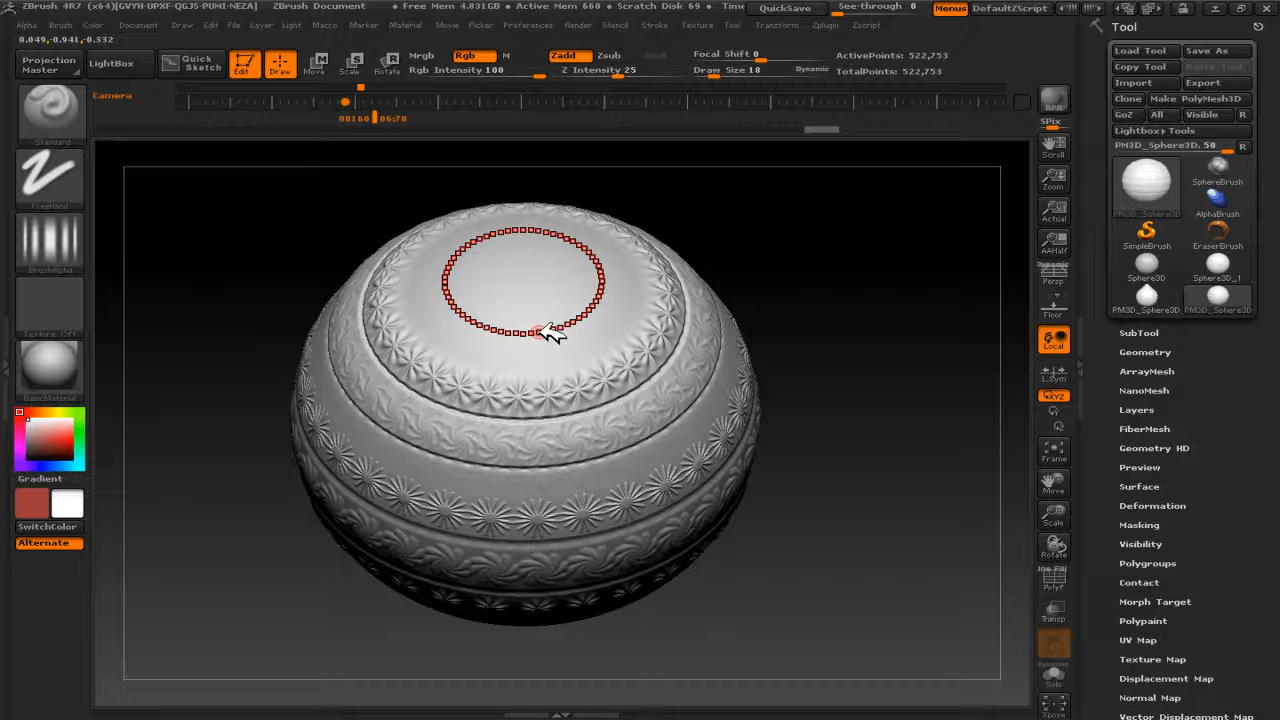 ZBrush 4R7 (x64)[GVYH-UPXF-QGJS-PUMI-NEZA]   ZBrush Document   • Free Mem 4.831GB • Active Mem 660 • Scratch Disk 69 •   QuickSave   See-through 0   Menus   DefaultZScript
Alpha Brush Color Document Draw Edit File Layer Light Macro Marker Material Movie Picker Preferences Render Stencil Stroke Texture Tool Transform Zplugin Zscript
0.049,-0.941,-0.332
Projection Master
LightBox
Quick Sketch
Edit
Draw
Move
Scale
Rotate
Mrgb Rgb M
Rgb Intensity 100
Zadd Zsub
Z Intensity 25
Focal Shift 0
Draw Size 18 Dynamic
ActivePoints: 522,753
TotalPoints: 522,753
Camera
00160 06:70
Standard
FreeHand
BrushAlpha
Texture Off
BasicMaterial
Gradient
SwitchColor
Alternate
BPR
SPix
Scroll
Zoom
Actual
AAHalf
Dynamic
Persp
Floor
Local
L.Sym
XYZ
Frame
Move
Scale
Rotate
PolyF
Transp
Solo
Xpose
Tool
Load Tool Save As
Copy Tool Paste Tool
Import Export
Clone Make PolyMesh3D
GoZ All Visible R
Lightbox▸Tools
PM3D_Sphere3D. 50 R
PM3D_Sphere3D
SphereBrush
AlphaBrush
SimpleBrush EraserBrush
Sphere3D Sphere3D_1
PM3D_Sphere3D PM3D_Sphere3D
SubTool
Geometry
ArrayMesh
NanoMesh
Layers
FiberMesh
Geometry HD
Preview
Surface
Deformation
Masking
Visibility
Polygroups
Contact
Morph Target
Polypaint
UV Map
Texture Map
Displacement Map
Normal Map
Vector Displacement Map